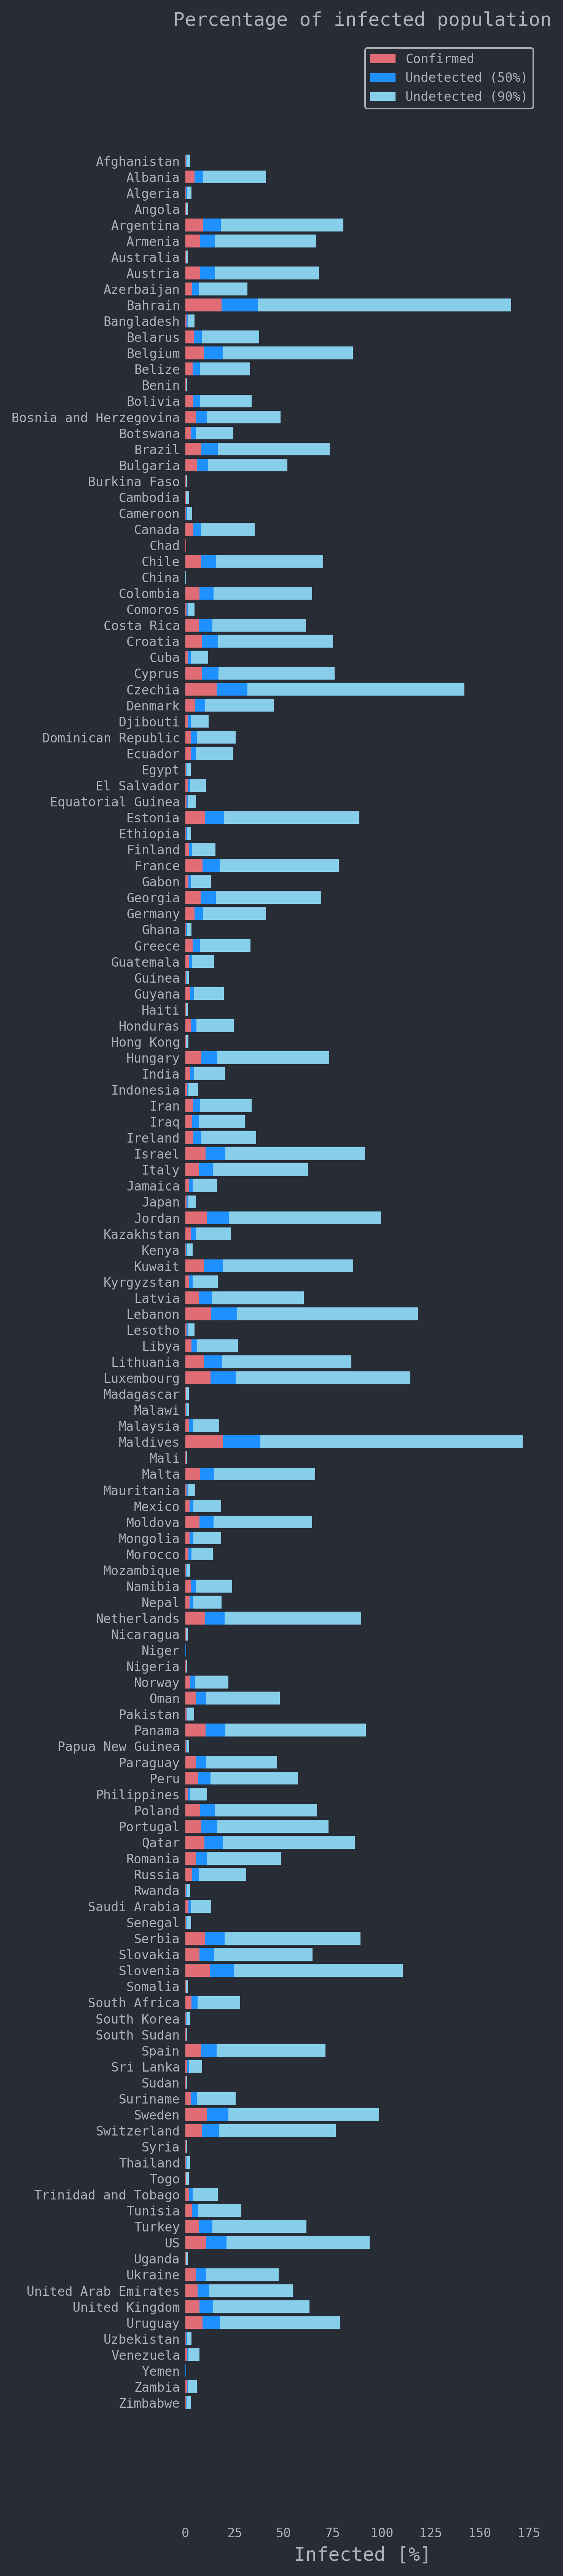 Percentage of infected population
Confirmed
Undetected (50%)
Undetected (90%)
Afghanistan
Albania
Algeria
Angola
Argentina
Armenia
Australia
Austria
Azerbaijan
Bahrain
Bangladesh
Belarus
Belgium
Belize
Benin
Bolivia
Bosnia and Herzegovina
Botswana
Brazil
Bulgaria
Burkina Faso
Cambodia
Cameroon
Canada
Chad
Chile
China
Colombia
Comoros
Costa Rica
Croatia
Cuba
Cyprus
Czechia
Denmark
Djibouti
Dominican Republic
Ecuador
Egypt
El Salvador
Equatorial Guinea
Estonia
Ethiopia
Finland
France
Gabon
Georgia
Germany
Ghana
Greece
Guatemala
Guinea
Guyana
Haiti
Honduras
Hong Kong
Hungary
India
Indonesia
Iran
Iraq
Ireland
Israel
Italy
Jamaica
Japan
Jordan
Kazakhstan
Kenya
Kuwait
Kyrgyzstan
Latvia
Lebanon
Lesotho
Libya
Lithuania
Luxembourg
Madagascar
Malawi
Malaysia
Maldives
Mali
Malta
Mauritania
Mexico
Moldova
Mongolia
Morocco
Mozambique
Namibia
Nepal
Netherlands
Nicaragua
Niger
Nigeria
Norway
Oman
Pakistan
Panama
Papua New Guinea
Paraguay
Peru
Philippines
Poland
Portugal
Qatar
Romania
Russia
Rwanda
Saudi Arabia
Senegal
Serbia
Slovakia
Slovenia
Somalia
South Africa
South Korea
South Sudan
Spain
Sri Lanka
Sudan
Suriname
Sweden
Switzerland
Syria
Thailand
Togo
Trinidad and Tobago
Tunisia
Turkey
US
Uganda
Ukraine
United Arab Emirates
United Kingdom
Uruguay
Uzbekistan
Venezuela
Yemen
Zambia
Zimbabwe
0 25 50 75 100 125 150 175
Infected [%]